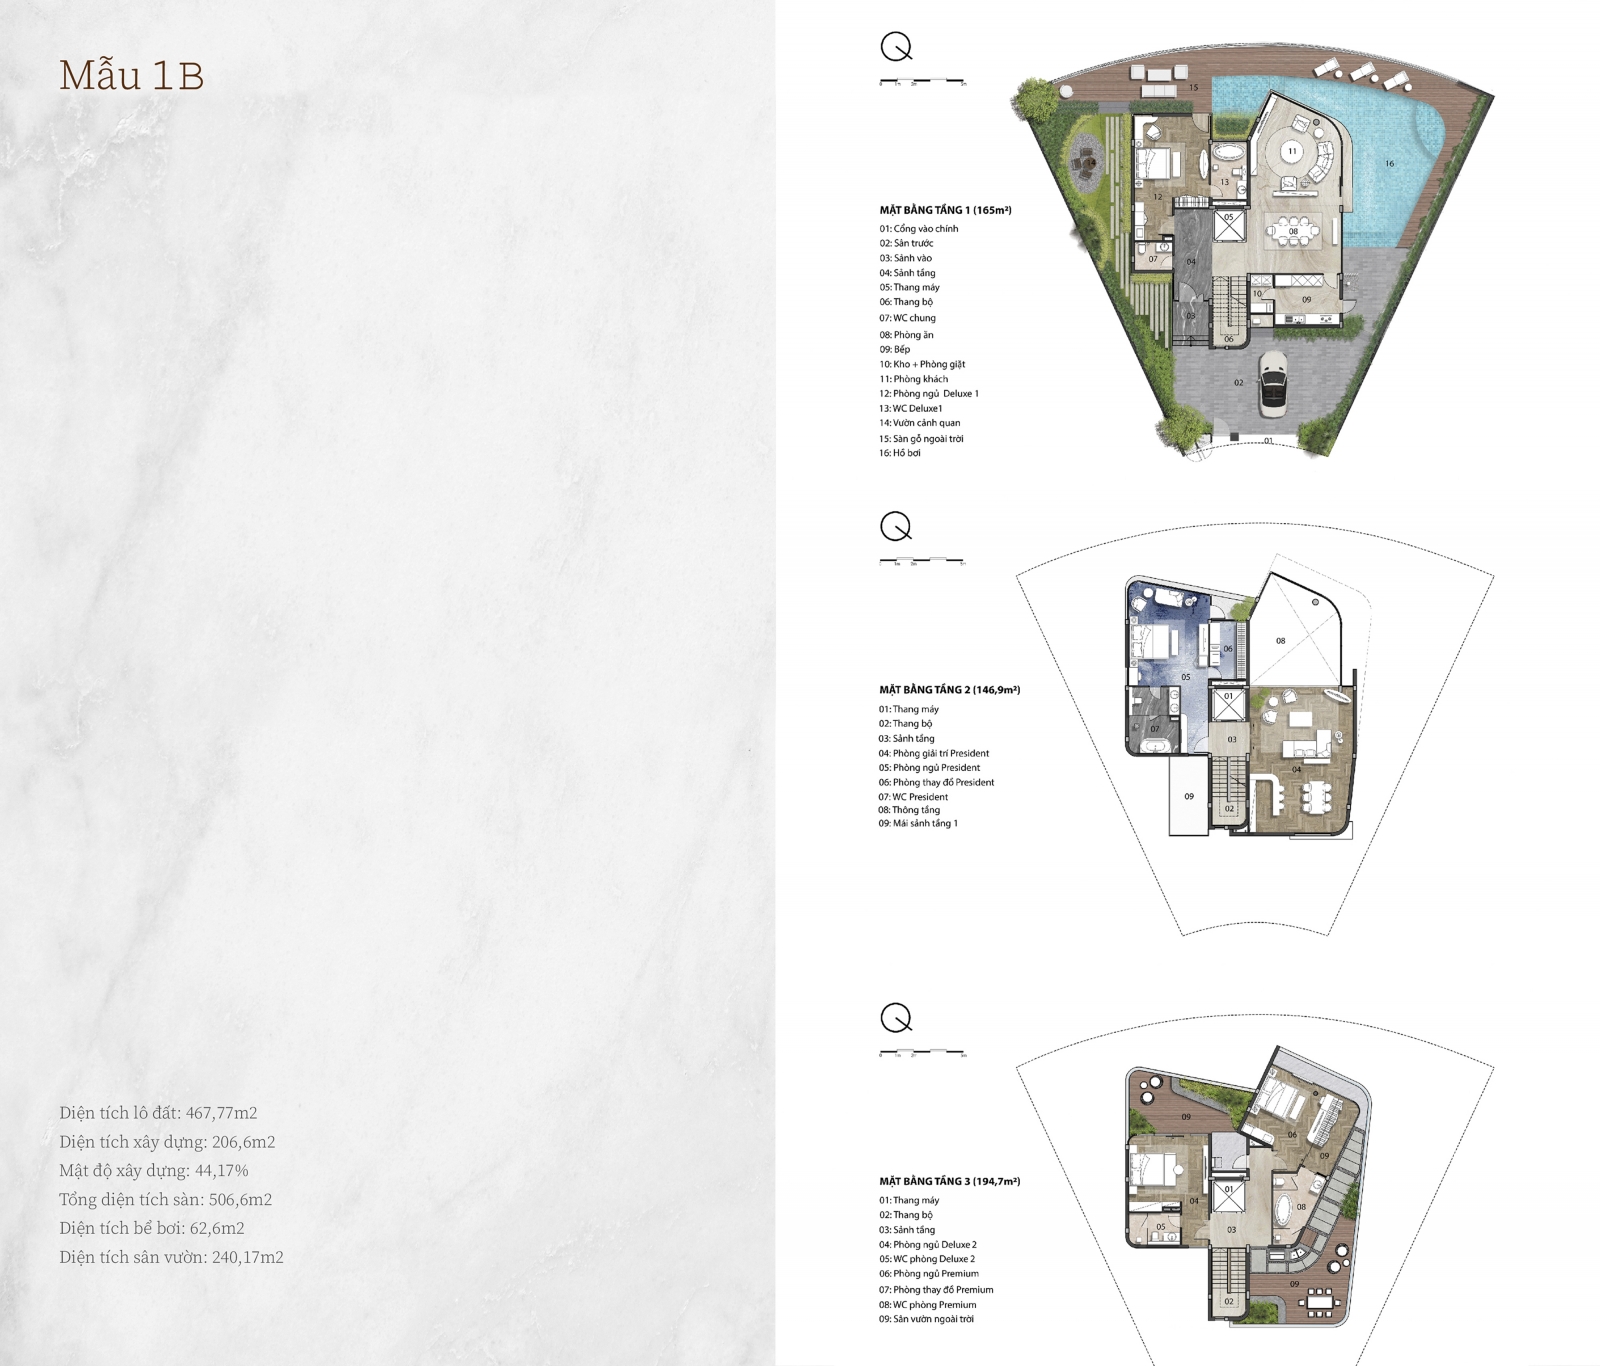 Mẫu 1B
Diện tích lô đất: 467,77m2
Diện tích xây dựng: 206,6m2
Mật độ xây dựng: 44,17%
Tổng diện tích sàn: 506,6m2
Diện tích bể bơi: 62,6m2
Diện tích sân vườn: 240,17m2
0 1m 2m 5m
MẶT BẰNG TẦNG 1 (165m²)
01: Cổng vào chính
02: Sân trước
03: Sảnh vào
04: Sảnh tầng
05: Thang máy
06: Thang bộ
07: WC chung
08: Phòng ăn
09: Bếp
10: Kho + Phòng giặt
11: Phòng khách
12: Phòng ngủ Deluxe 1
13: WC Deluxe1
14: Vườn cảnh quan
15: Sàn gỗ ngoài trời
16: Hồ bơi
15
11
16
13
12
05
08
07
04
10
09
03
06
02
01
1m 2m 5m
MẶT BẰNG TẦNG 2 (146,9m²)
01: Thang máy
02: Thang bộ
03: Sảnh tầng
04: Phòng giải trí President
05: Phòng ngủ President
06: Phòng thay đồ President
07: WC President
08: Thông tầng
09: Mái sảnh tầng 1
08
06
05
01
07
03
04
09
02
0 1m 2m 5m
MẶT BẰNG TẦNG 3 (194,7m²)
01: Thang máy
02: Thang bộ
03: Sảnh tầng
04: Phòng ngủ Deluxe 2
05: WC phòng Deluxe 2
06: Phòng ngủ Premium
07: Phòng thay đồ Premium
08: WC phòng Premium
09: Sân vườn ngoài trời
09
06
09
01
04
08
05
03
09
02